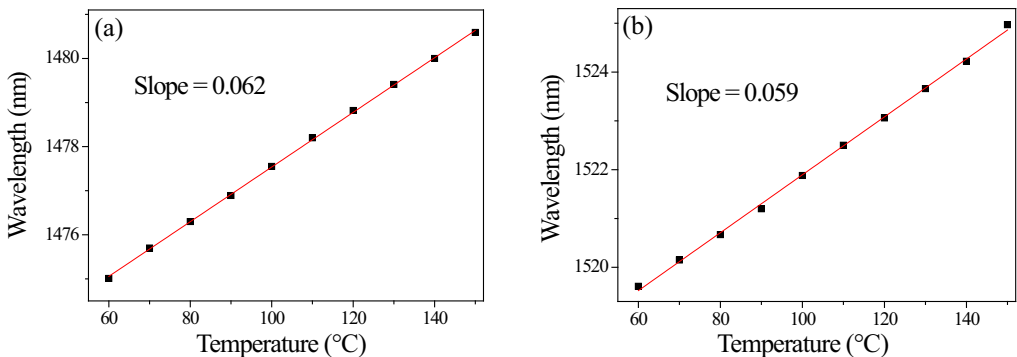 (a)
Slope = 0.062
Wavelength (nm)
1480
1478
1476
60 80 100 120 140
Temperature (°C)
(b)
Slope = 0.059
Wavelength (nm)
1524
1522
1520
60 80 100 120 140
Temperature (°C)